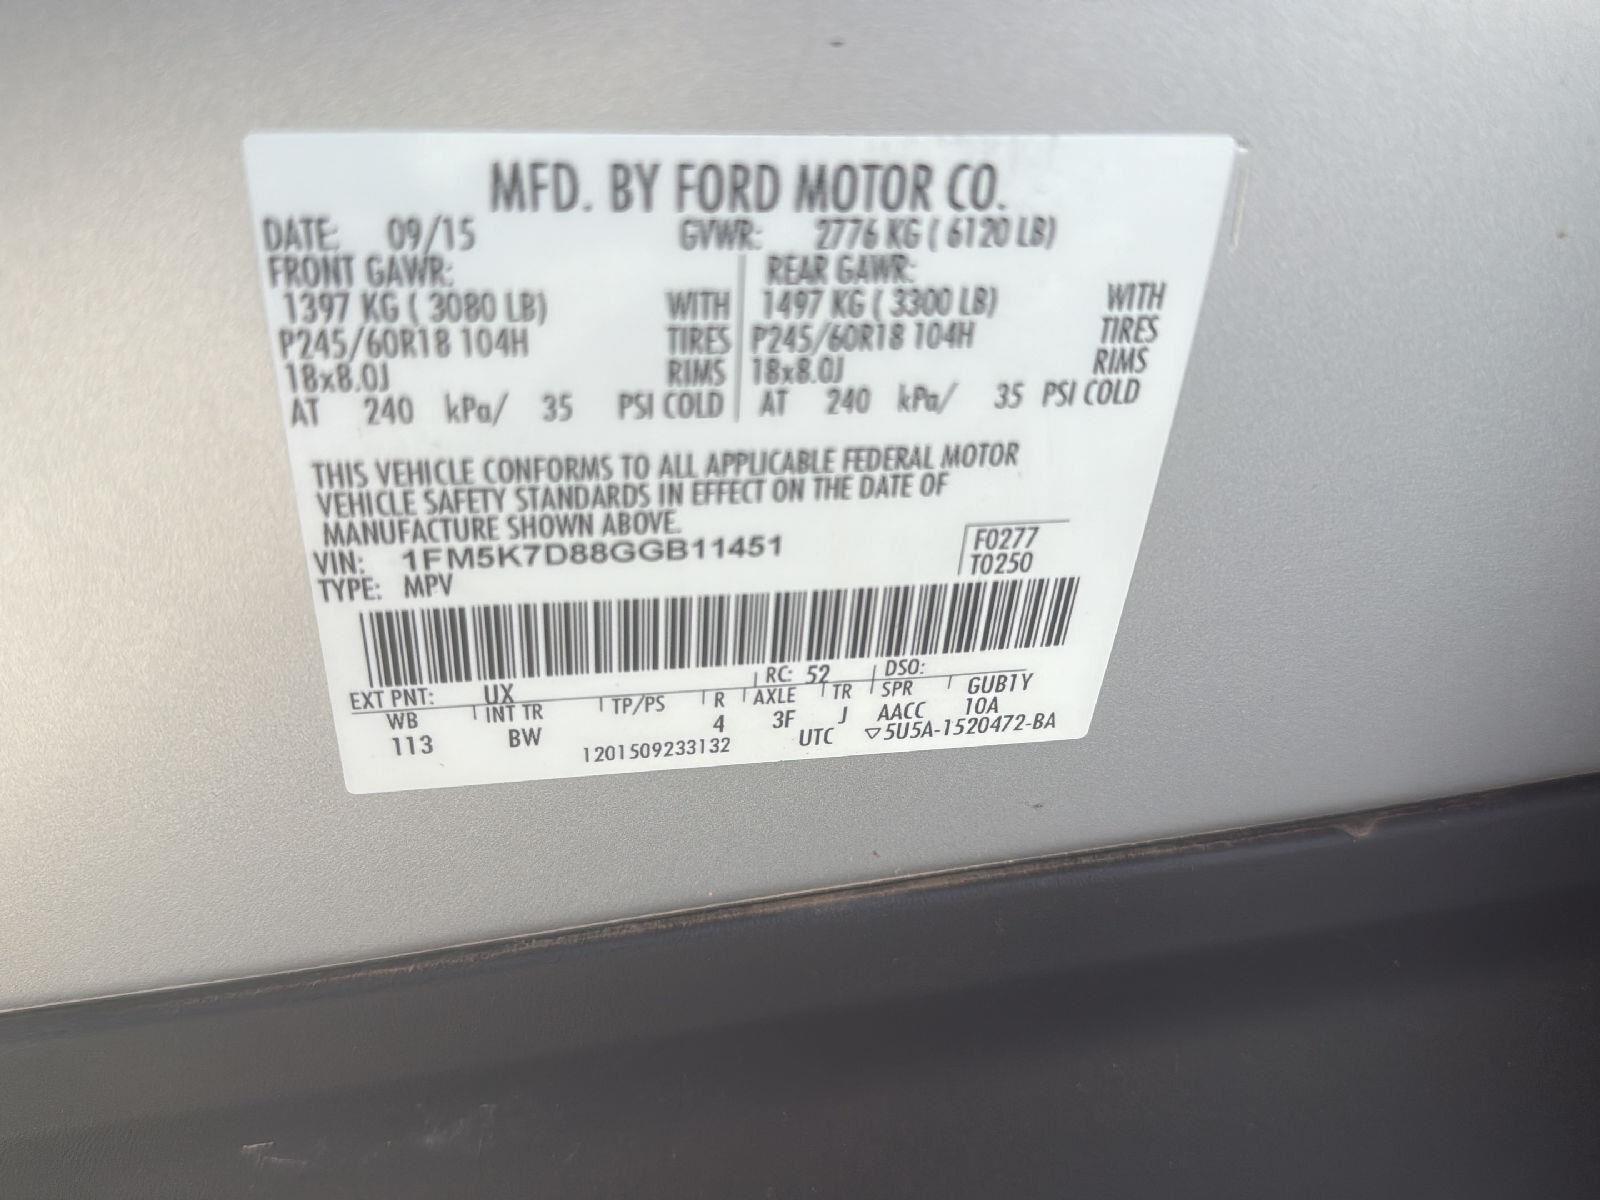 MFD. BY FORD MOTOR CO.
DATE: 09/15 GVWR: 2776 KG ( 6120 LB)
FRONT GAWR: REAR GAWR:
1397 KG ( 3080 LB) WITH 1497 KG ( 3300 LB) WITH
P245/60R18 104H TIRES P245/60R18 104H TIRES
18x8.0J RIMS 18x8.0J RIMS
AT 240 kPa/ 35 PSI COLD AT 240 kPa/ 35 PSI COLD
THIS VEHICLE CONFORMS TO ALL APPLICABLE FEDERAL MOTOR
VEHICLE SAFETY STANDARDS IN EFFECT ON THE DATE OF
MANUFACTURE SHOWN ABOVE.
VIN: 1FM5K7D88GGB11451 F0277
TYPE: MPV T0250
EXT PNT: UX RC: 52 DSO:
WB INT TR TP/PS R AXLE TR SPR GUB1Y
113 BW 4 3F J AACC 10A
1201509233132 UTC ▽5U5A-1520472-BA